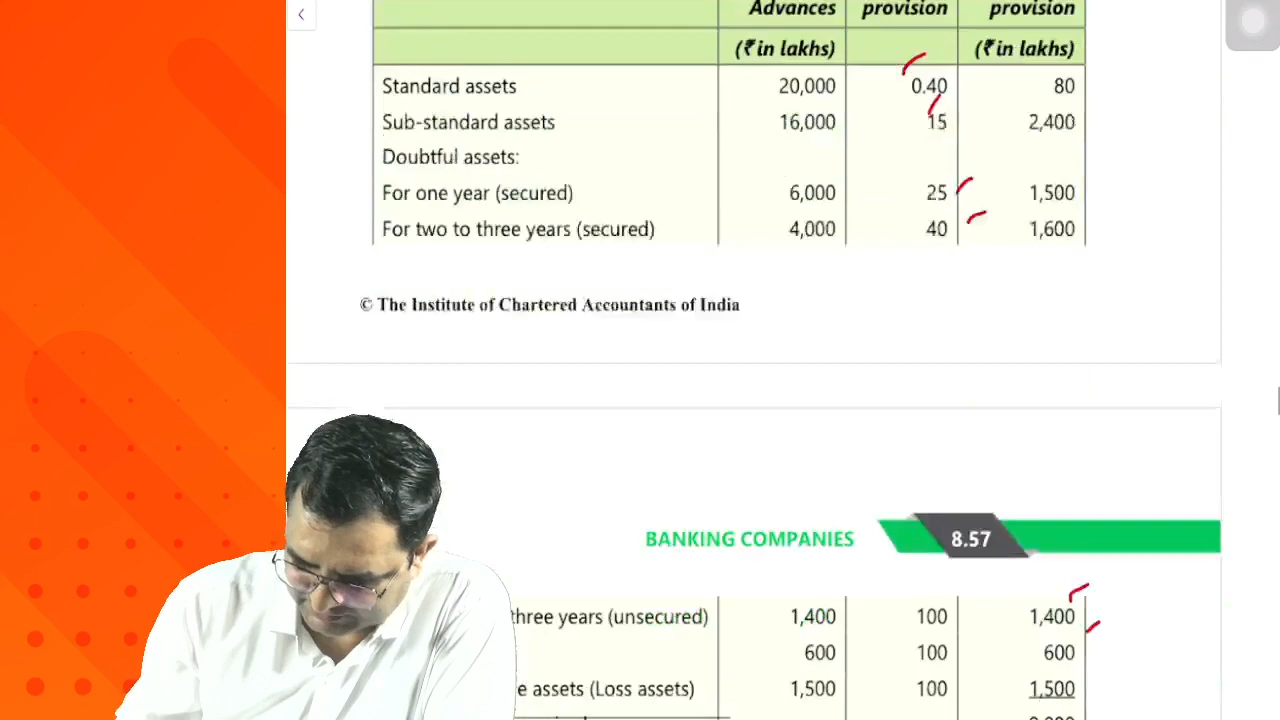 Advances provision provision
(₹ in lakhs) (₹ in lakhs)
Standard assets 20,000 0.40 80
Sub-standard assets 16,000 15 2,400
Doubtful assets:
For one year (secured) 6,000 25 1,500
For two to three years (secured) 4,000 40 1,600
© The Institute of Chartered Accountants of India
BANKING COMPANIES 8.57
three years (unsecured) 1,400 100 1,400
600 100 600
assets (Loss assets) 1,500 100 1,500